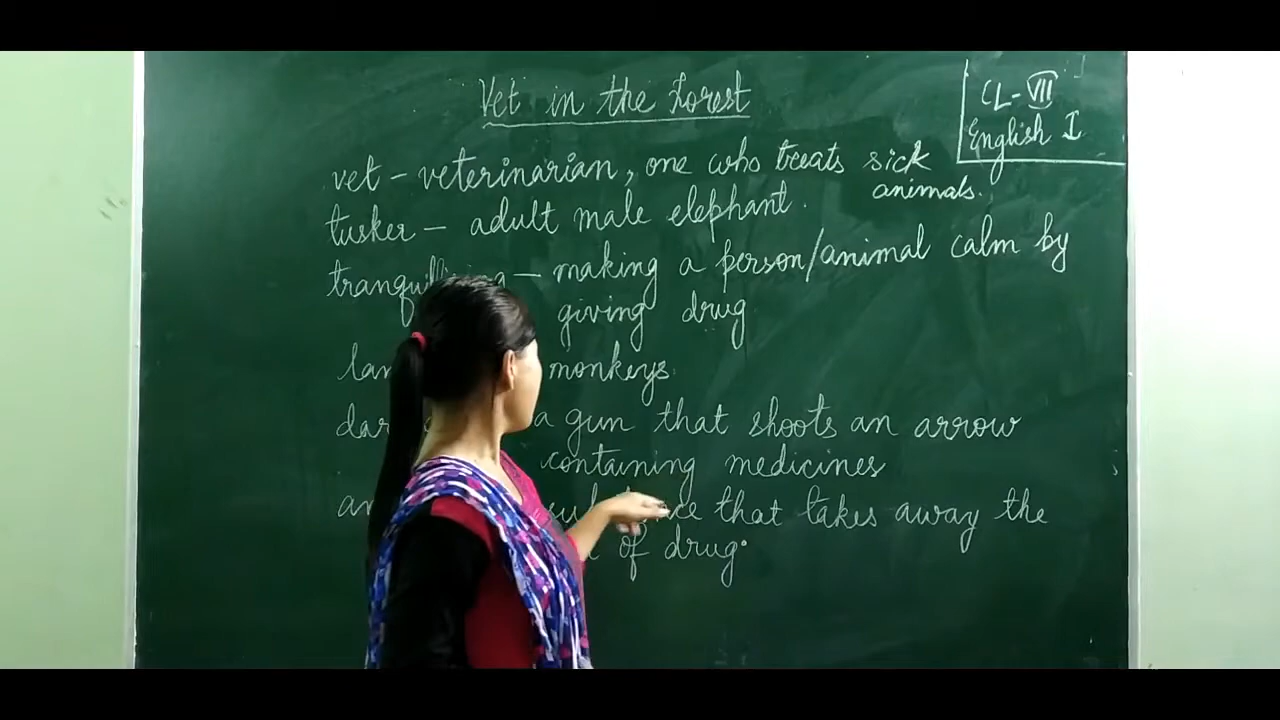 Vet in the Forest
CL-VII
English I
vet - veterinarian, one who treats sick
animals.
tusker - adult male elephant.
- making a person/animal calm by
giving drug
monkeys.
a gun that shoots an arrow
containing medicines
that takes away the
of drug.